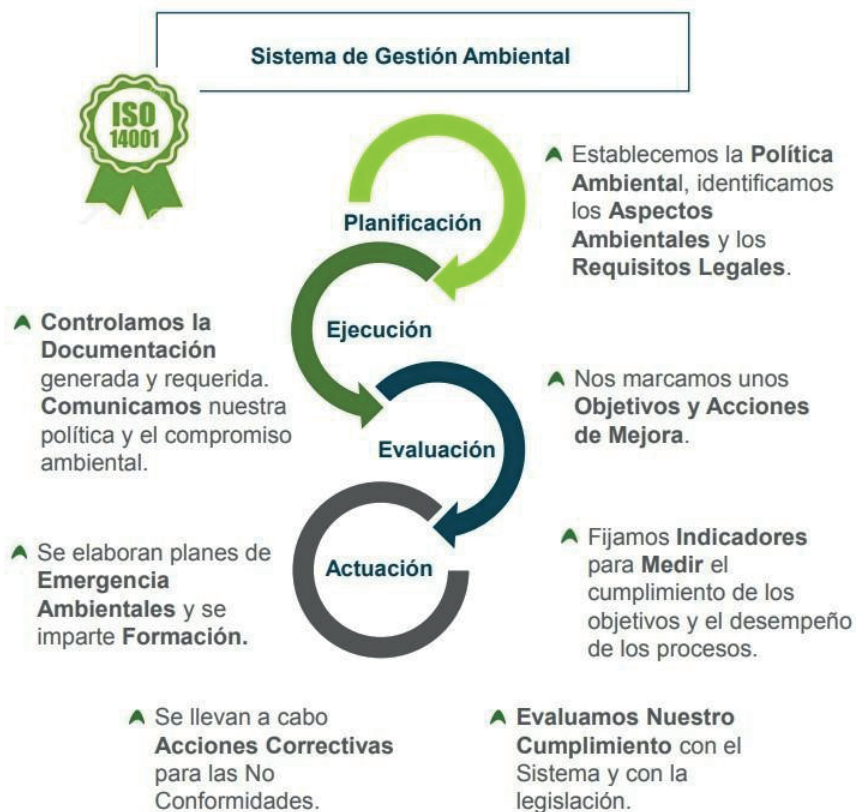 Sistema de Gestión Ambiental
ISO
14001
Planificación
Establecemos la Política
Ambiental, identificamos
los Aspectos
Ambientales y los
Requisitos Legales.
Ejecución
Controlamos la
Documentación
generada y requerida.
Comunicamos nuestra
política y el compromiso
ambiental.
Nos marcamos unos
Objetivos y Acciones
de Mejora.
Evaluación
Se elaboran planes de
Emergencia
Ambientales y se
imparte Formación.
Actuación
Fijamos Indicadores
para Medir el
cumplimiento de los
objetivos y el desempeño
de los procesos.
Se llevan a cabo
Acciones Correctivas
para las No
Conformidades.
Evaluamos Nuestro
Cumplimiento con el
Sistema y con la
legislación.